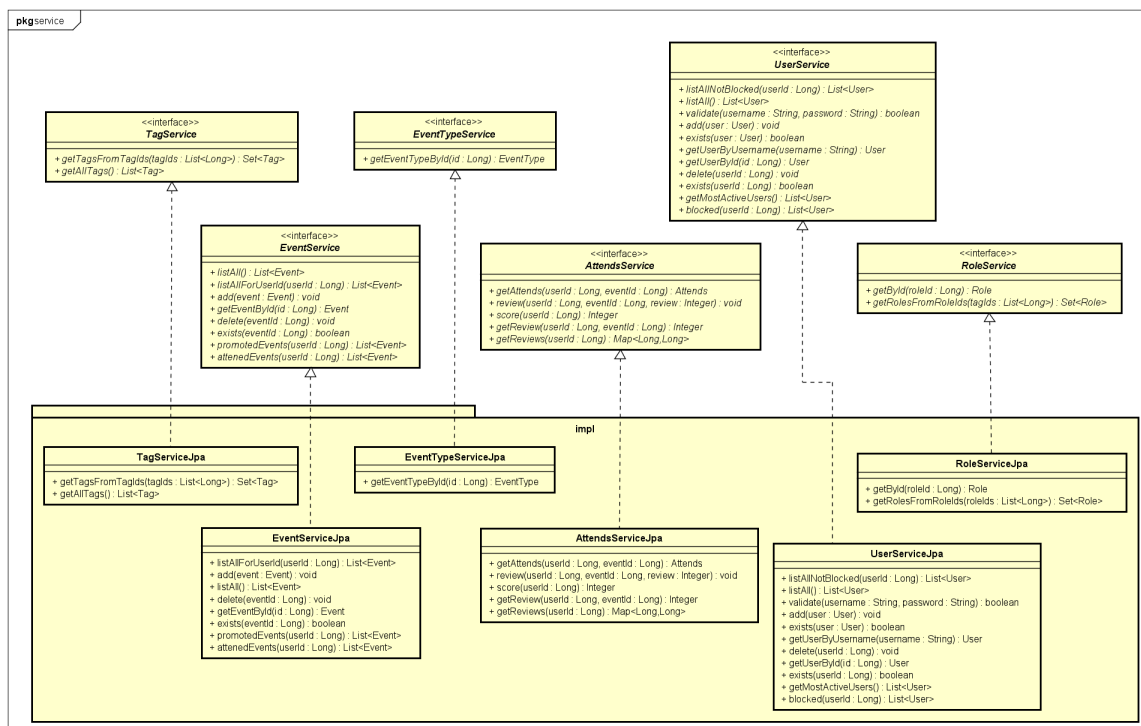 pkg service
<<interface>>
UserService
+ listAllNotBlocked(userId : Long) : List<User>
+ listAll() : List<User>
+ validate(username : String, password : String) : boolean
+ add(user : User) : void
+ exists(user : User) : boolean
+ getUserByUsername(username : String) : User
+ getUserById(id : Long) : User
+ delete(userId : Long) : void
+ exists(userId : Long) : boolean
+ getMostActiveUsers() : List<User>
+ blocked(userId : Long) : List<User>
<<interface>>
TagService
+ getTagsFromTagIds(tagIds : List<Long>) : Set<Tag>
+ getAllTags() : List<Tag>
<<interface>>
EventTypeService
+ getEventTypeById(id : Long) : EventType
<<interface>>
EventService
+ listAll() : List<Event>
+ listAllForUserId(userId : Long) : List<Event>
+ add(event : Event) : void
+ getEventById(id : Long) : Event
+ delete(eventId : Long) : void
+ exists(eventId : Long) : boolean
+ promotedEvents(userId : Long) : List<Event>
+ attenedEvents(userId : Long) : List<Event>
<<interface>>
AttendsService
+ getAttends(userId : Long, eventId : Long) : Attends
+ review(userId : Long, eventId : Long, review : Integer) : void
+ score(userId : Long) : Integer
+ getReview(userId : Long, eventId : Long) : Integer
+ getReviews(userId : Long) : Map<Long,Long>
<<interface>>
RoleService
+ getById(roleId : Long) : Role
+ getRolesFromRoleIds(tagIds : List<Long>) : Set<Role>
impl
TagServiceJpa
+ getTagsFromTagIds(tagIds : List<Long>) : Set<Tag>
+ getAllTags() : List<Tag>
EventTypeServiceJpa
+ getEventTypeById(id : Long) : EventType
RoleServiceJpa
+ getById(roleId : Long) : Role
+ getRolesFromRoleIds(roleIds : List<Long>) : Set<Role>
EventServiceJpa
+ listAllForUserId(userId : Long) : List<Event>
+ add(event : Event) : void
+ listAll() : List<Event>
+ delete(eventId : Long) : void
+ getEventById(id : Long) : Event
+ exists(eventId : Long) : boolean
+ promotedEvents(userId : Long) : List<Event>
+ attenedEvents(userId : Long) : List<Event>
AttendsServiceJpa
+ getAttends(userId : Long, eventId : Long) : Attends
+ review(userId : Long, eventId : Long, review : Integer) : void
+ score(userId : Long) : Integer
+ getReview(userId : Long, eventId : Long) : Integer
+ getReviews(userId : Long) : Map<Long,Long>
UserServiceJpa
+ listAllNotBlocked(userId : Long) : List<User>
+ listAll() : List<User>
+ validate(username : String, password : String) : boolean
+ add(user : User) : void
+ exists(user : User) : boolean
+ getUserByUsername(username : String) : User
+ delete(userId : Long) : void
+ getUserById(id : Long) : User
+ exists(userId : Long) : boolean
+ getMostActiveUsers() : List<User>
+ blocked(userId : Long) : List<User>